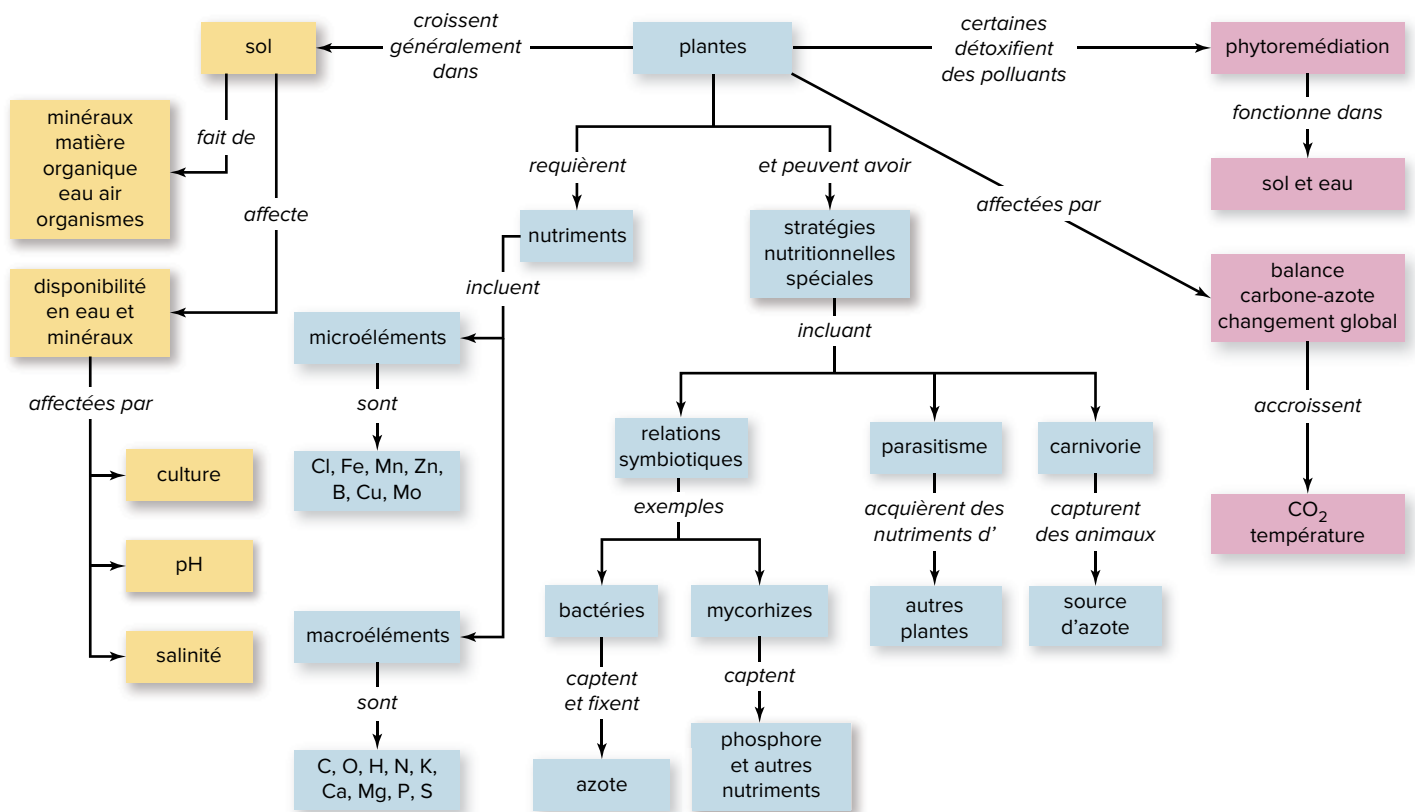 sol
croissent
généralement
dans
plantes
certaines
détoxifient
des polluants
phytoremédiation
minéraux
matière
organique
eau air
organismes
fait de
affecte
requièrent
et peuvent avoir
affectées par
fonctionne dans
sol et eau
nutriments
stratégies
nutritionnelles
spéciales
disponibilité
en eau et
minéraux
incluent
incluant
balance
carbone-azote
changement global
microéléments
affectées par
sont
accroissent
relations
symbiotiques
parasitisme
carnivorie
culture
Cl, Fe, Mn, Zn,
B, Cu, Mo
exemples
acquièrent des
nutriments d’
capturent
des animaux
CO₂
température
pH
bactéries
mycorhizes
autres
plantes
source
d’azote
macroéléments
salinité
sont
captent
et fixent
captent
C, O, H, N, K,
Ca, Mg, P, S
azote
phosphore
et autres
nutriments